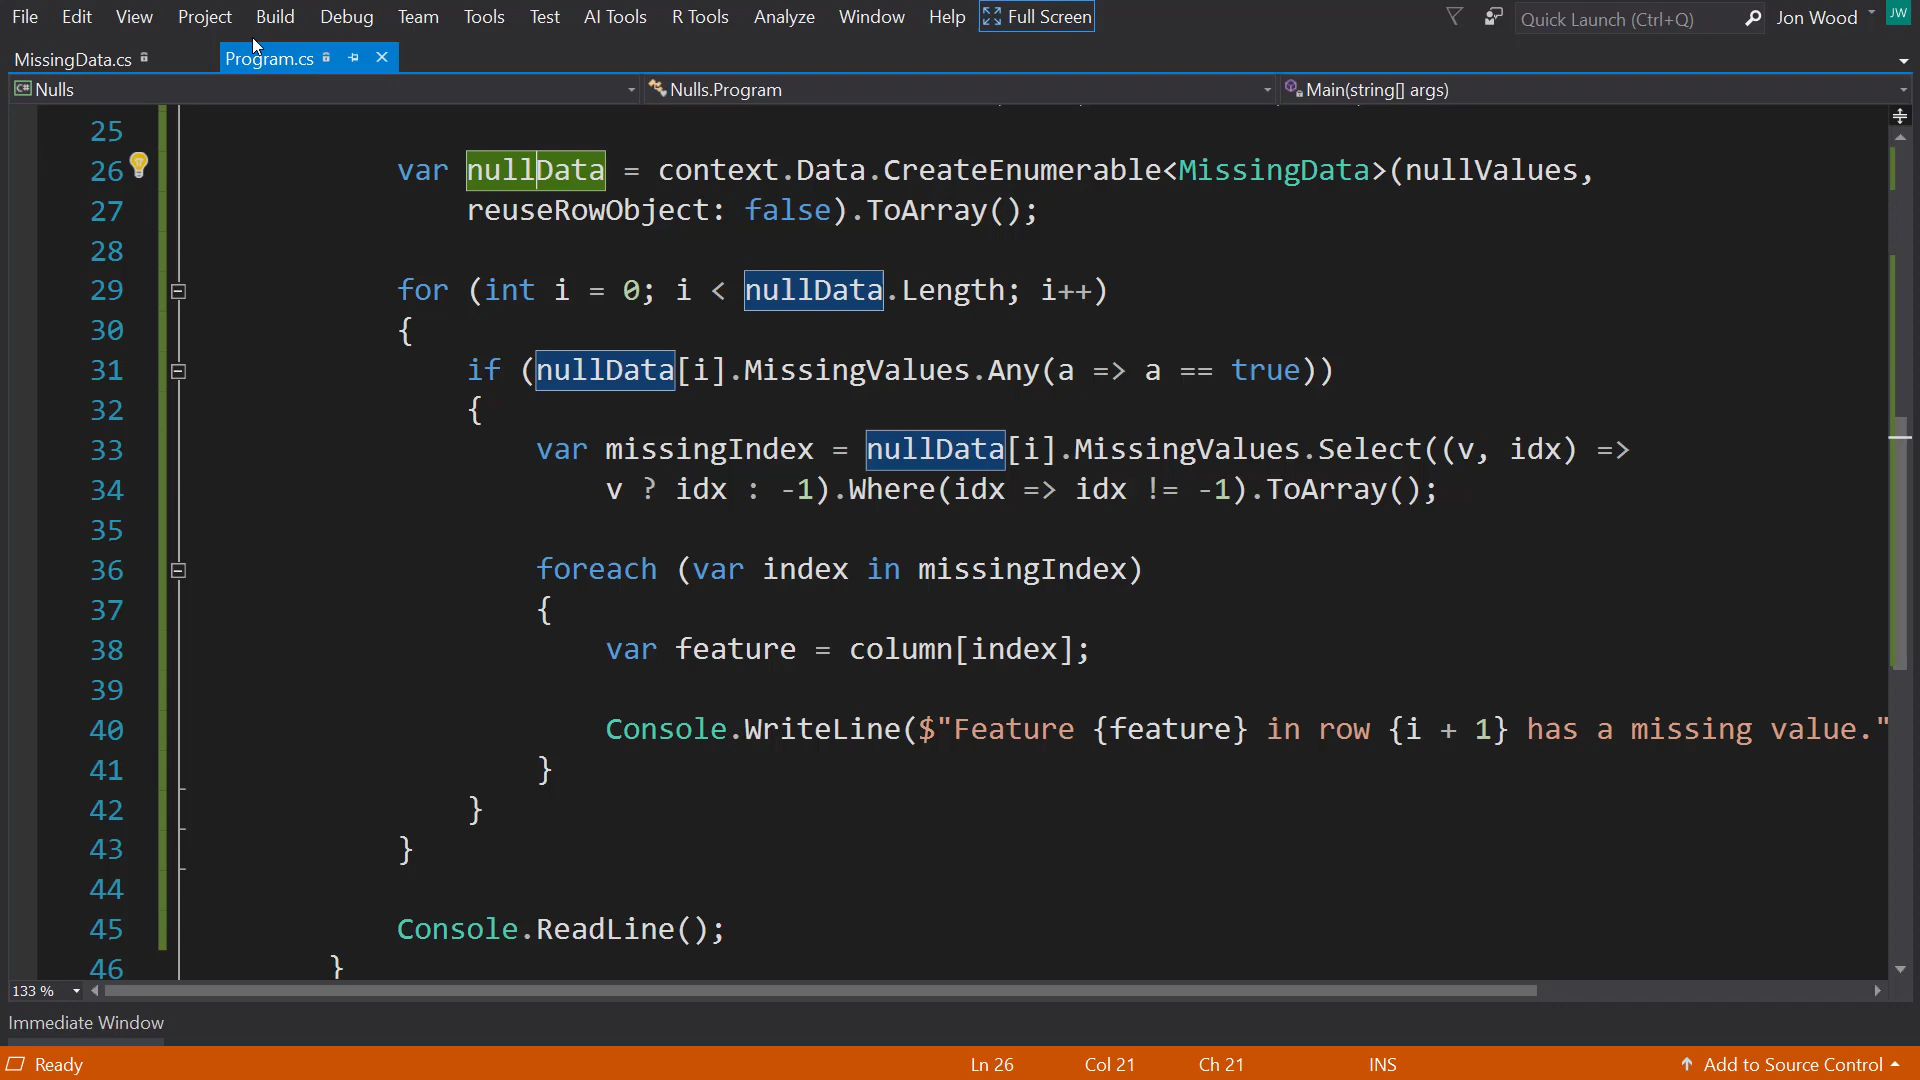 File Edit View Project Build Debug Team Tools Test AI Tools R Tools Analyze Window Help Full Screen Quick Launch (Ctrl+Q) Jon Wood JW
MissingData.cs Program.cs
Nulls Nulls.Program Main(string[] args)
25
26 var nullData = context.Data.CreateEnumerable<MissingData>(nullValues,
27 reuseRowObject: false).ToArray();
28
29 for (int i = 0; i < nullData.Length; i++)
30 {
31 if (nullData[i].MissingValues.Any(a => a == true))
32 {
33 var missingIndex = nullData[i].MissingValues.Select((v, idx) =>
34 v ? idx : -1).Where(idx => idx != -1).ToArray();
35
36 foreach (var index in missingIndex)
37 {
38 var feature = column[index];
39
40 Console.WriteLine($"Feature {feature} in row {i + 1} has a missing value."
41 }
42 }
43 }
44
45 Console.ReadLine();
46 }
133 %
Immediate Window
Ready Ln 26 Col 21 Ch 21 INS Add to Source Control